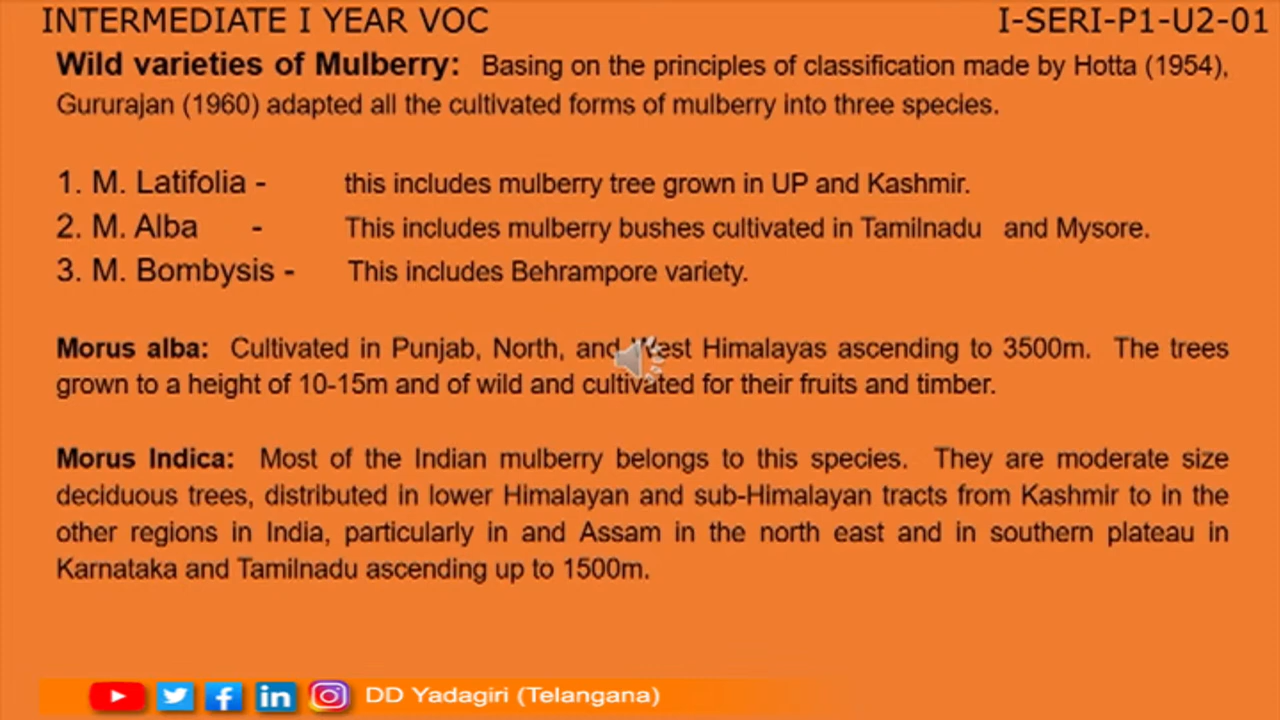 INTERMEDIATE I YEAR VOC
I-SERI-P1-U2-01
Wild varieties of Mulberry: Basing on the principles of classification made by Hotta (1954),
Gururajan (1960) adapted all the cultivated forms of mulberry into three species.
1. M. Latifolia - this includes mulberry tree grown in UP and Kashmir.
2. M. Alba - This includes mulberry bushes cultivated in Tamilnadu and Mysore.
3. M. Bombysis - This includes Behrampore variety.
Morus alba: Cultivated in Punjab, North, and West Himalayas ascending to 3500m. The trees
grown to a height of 10-15m and of wild and cultivated for their fruits and timber.
Morus Indica: Most of the Indian mulberry belongs to this species. They are moderate size
deciduous trees, distributed in lower Himalayan and sub-Himalayan tracts from Kashmir to in the
other regions in India, particularly in and Assam in the north east and in southern plateau in
Karnataka and Tamilnadu ascending up to 1500m.
DD Yadagiri (Telangana)